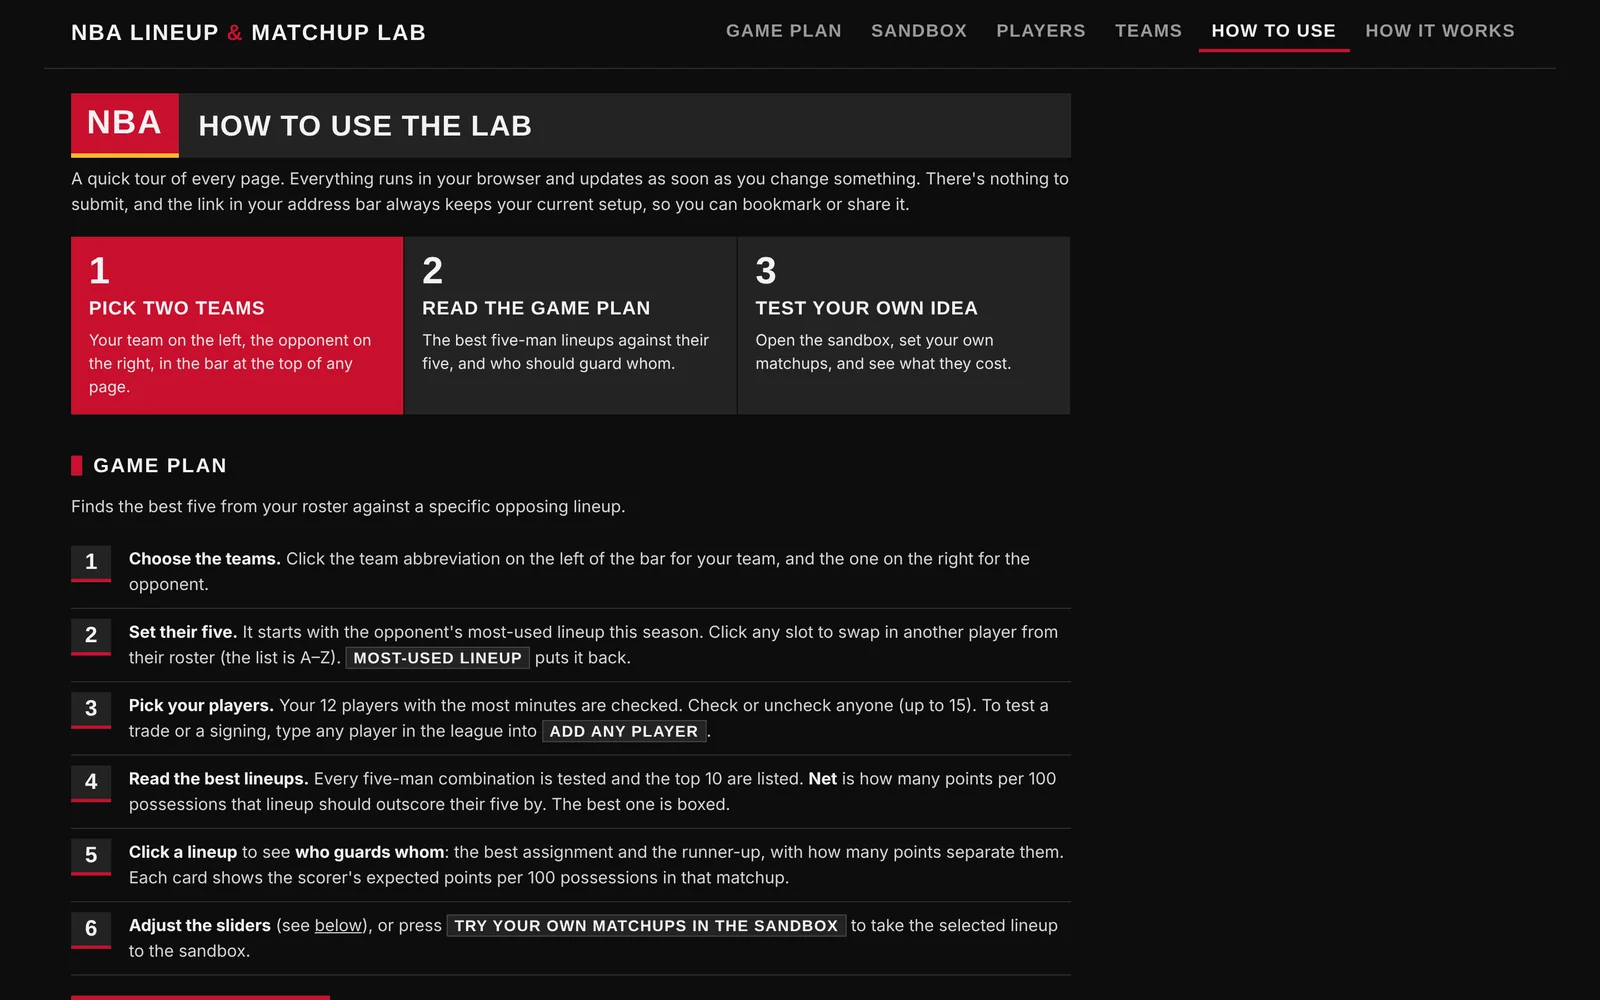 NBA LINEUP & MATCHUP LAB
GAME PLAN
SANDBOX
PLAYERS
TEAMS
HOW TO USE
HOW IT WORKS
NBA
HOW TO USE THE LAB
A quick tour of every page. Everything runs in your browser and updates as soon as you change something. There's nothing to
submit, and the link in your address bar always keeps your current setup, so you can bookmark or share it.
1
PICK TWO TEAMS
Your team on the left, the opponent on
the right, in the bar at the top of any
page.
2
READ THE GAME PLAN
The best five-man lineups against their
five, and who should guard whom.
3
TEST YOUR OWN IDEA
Open the sandbox, set your own
matchups, and see what they cost.
GAME PLAN
Finds the best five from your roster against a specific opposing lineup.
1
Choose the teams. Click the team abbreviation on the left of the bar for your team, and the one on the right for the
opponent.
2
Set their five. It starts with the opponent's most-used lineup this season. Click any slot to swap in another player from
their roster (the list is A–Z). MOST-USED LINEUP puts it back.
3
Pick your players. Your 12 players with the most minutes are checked. Check or uncheck anyone (up to 15). To test a
trade or a signing, type any player in the league into ADD ANY PLAYER.
4
Read the best lineups. Every five-man combination is tested and the top 10 are listed. Net is how many points per 100
possessions that lineup should outscore their five by. The best one is boxed.
5
Click a lineup to see who guards whom: the best assignment and the runner-up, with how many points separate them.
Each card shows the scorer's expected points per 100 possessions in that matchup.
6
Adjust the sliders (see below), or press TRY YOUR OWN MATCHUPS IN THE SANDBOX to take the selected lineup
to the sandbox.